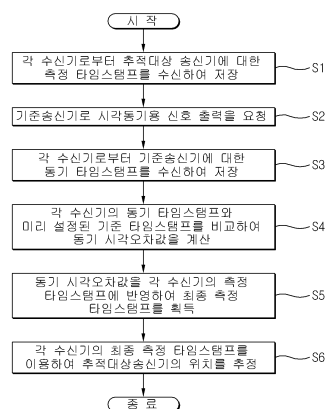 시 작
각 수신기로부터 추적대상 송신기에 대한
측정 타임스탬프를 수신하여 저장
S1
기준송신기로 시각동기용 신호 출력을 요청
S2
각 수신기로부터 기준송신기에 대한
동기 타임스탬프를 수신하여 저장
S3
각 수신기의 동기 타임스탬프와
미리 설정된 기준 타임스탬프를 비교하여
동기 시각오차값을 계산
S4
동기 시각오차값을 각 수신기의 측정
타임스탬프에 반영하여 최종 측정
타임스탬프를 획득
S5
각 수신기의 최종 측정 타임스탬프를
이용하여 추적대상송신기의 위치를 추정
S6
종 료